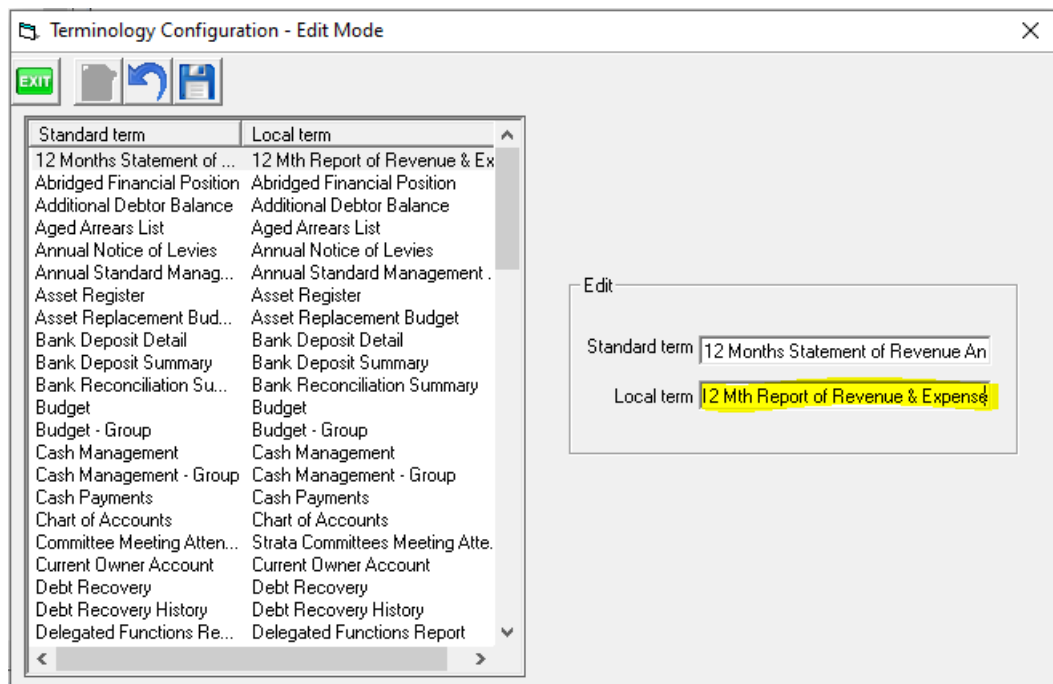 Terminology Configuration - Edit Mode
EXIT
Standard term Local term
12 Months Statement of ... 12 Mth Report of Revenue & Ex
Abridged Financial Position Abridged Financial Position
Additional Debtor Balance Additional Debtor Balance
Aged Arrears List Aged Arrears List
Annual Notice of Levies Annual Notice of Levies
Annual Standard Manag... Annual Standard Management .
Asset Register Asset Register
Asset Replacement Bud... Asset Replacement Budget
Bank Deposit Detail Bank Deposit Detail
Bank Deposit Summary Bank Deposit Summary
Bank Reconciliation Su... Bank Reconciliation Summary
Budget Budget
Budget - Group Budget - Group
Cash Management Cash Management
Cash Management - Group Cash Management - Group
Cash Payments Cash Payments
Chart of Accounts Chart of Accounts
Committee Meeting Atten... Strata Committees Meeting Atte.
Current Owner Account Current Owner Account
Debt Recovery Debt Recovery
Debt Recovery History Debt Recovery History
Delegated Functions Re... Delegated Functions Report
Edit
Standard term 12 Months Statement of Revenue An
Local term 12 Mth Report of Revenue & Expense